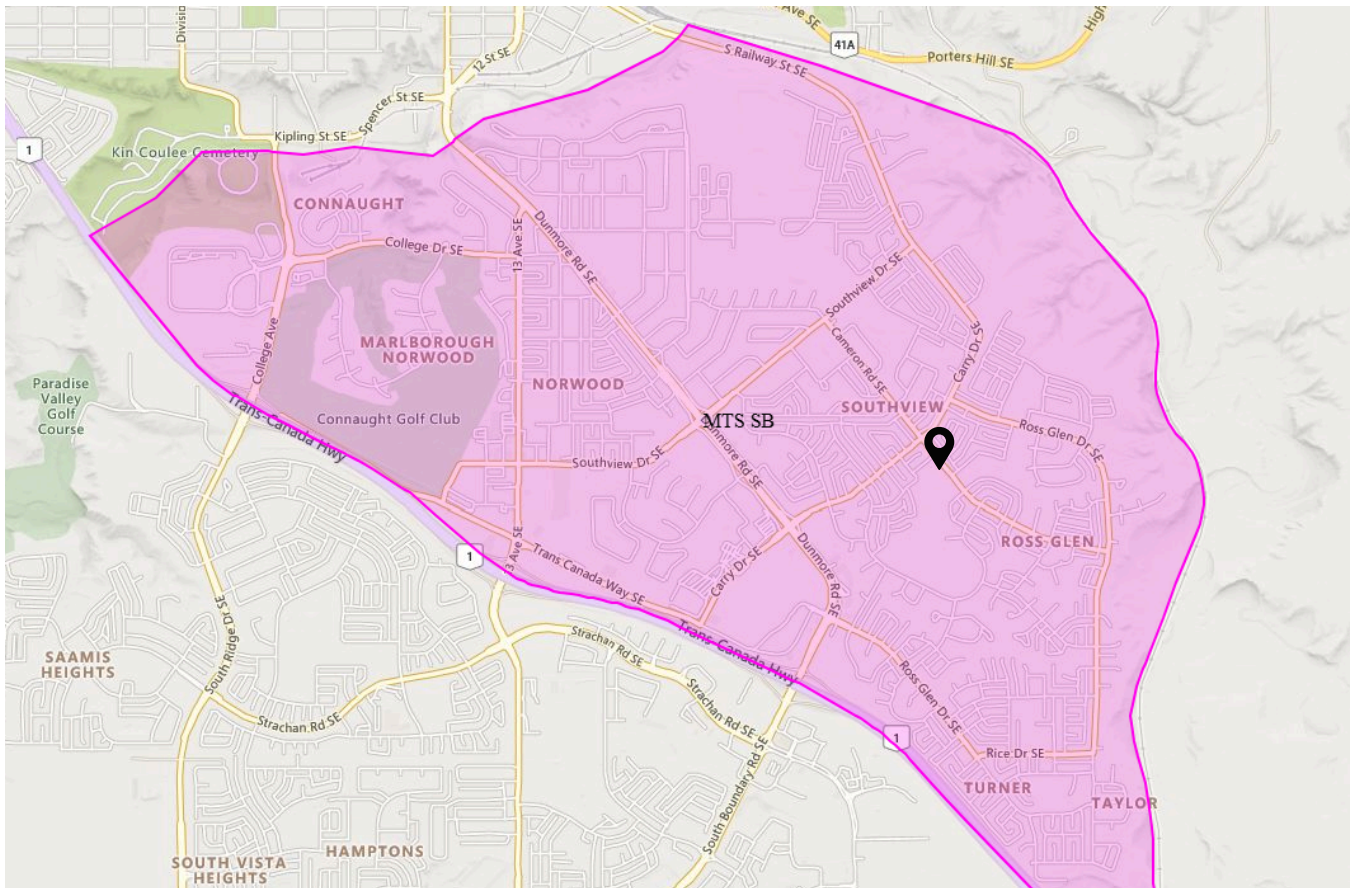 Division
12 St SE
Ave SE
41A
Porters Hill SE
High
S Railway St SE
Spencer St SE
Kipling St SE
1
Kin Coulee Cemetery
CONNAUGHT
College Dr SE
13 Ave SE
Dunmore Rd SE
Southview Dr SE
College Ave
MARLBOROUGH
NORWOOD
NORWOOD
Cameron Rd SE
Carry Dr SE
Paradise
Valley
Golf
Course
Connaught Golf Club
MTS SB
SOUTHVIEW
Ross Glen Dr SE
Trans-Canada Hwy
Southview Dr SE
Dunmore Rd SE
1
3 Ave SE
Trans Canada Way SE
Carry Dr SE
Dunmore Rd SE
ROSS GLEN
Trans-Canada Hwy
Strachan Rd SE
SAAMIS
HEIGHTS
South Ridge Dr SE
Strachan Rd SE
Strachan Rd SE
Ross Glen Dr SE
1
Rice Dr SE
South Boundary Rd SE
TURNER
TAYLOR
HAMPTONS
SOUTH VISTA
HEIGHTS